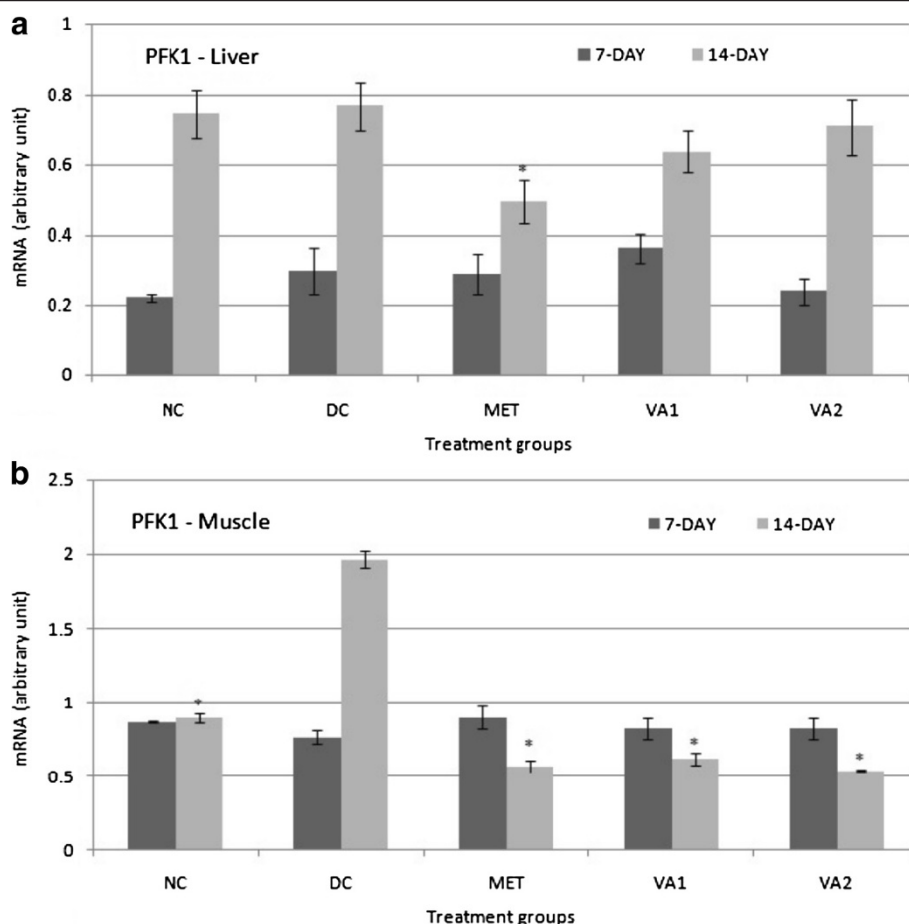 a
1
PFK1 - Liver
7-DAY 14-DAY
0.8
*
0.6
0.4
0.2
0
mRNA (arbitrary unit)
NC DC MET VA1 VA2
Treatment groups
b
2.5
PFK1 - Muscle
7-DAY 14-DAY
2
1.5
1
* * * *
0.5
0
mRNA (arbitrary unit)
NC DC MET VA1 VA2
Treatment groups